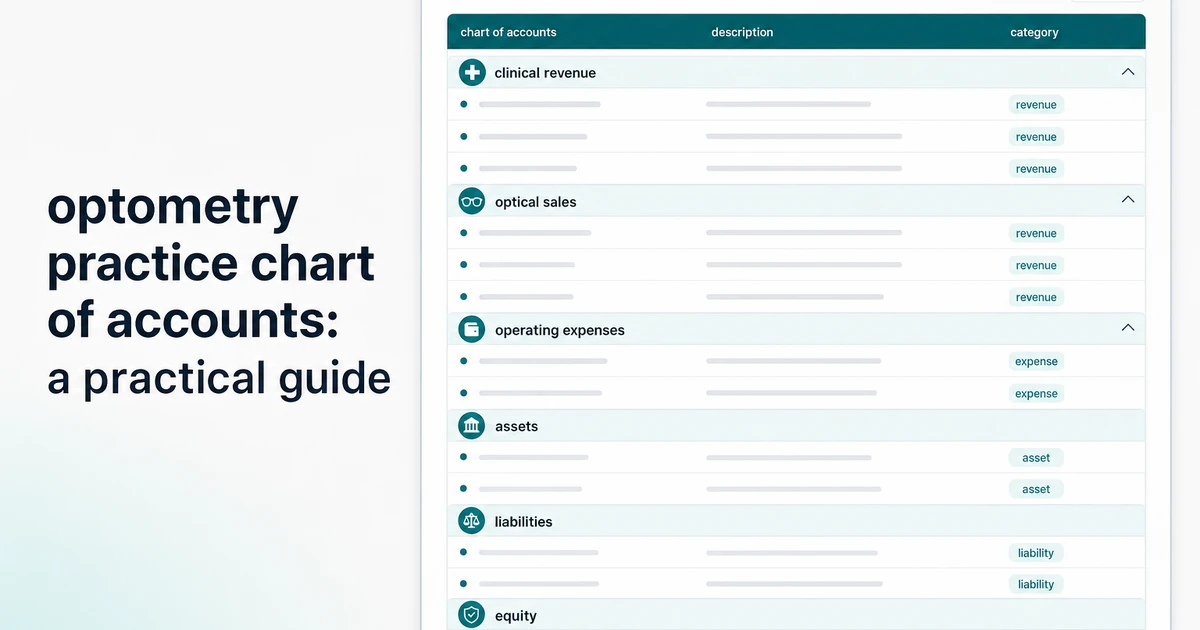 optometry
practice chart
of accounts:
a practical guide
chart of accounts description category
clinical revenue
revenue
revenue
revenue
optical sales
revenue
revenue
revenue
operating expenses
expense
expense
assets
asset
asset
liabilities
liability
liability
equity